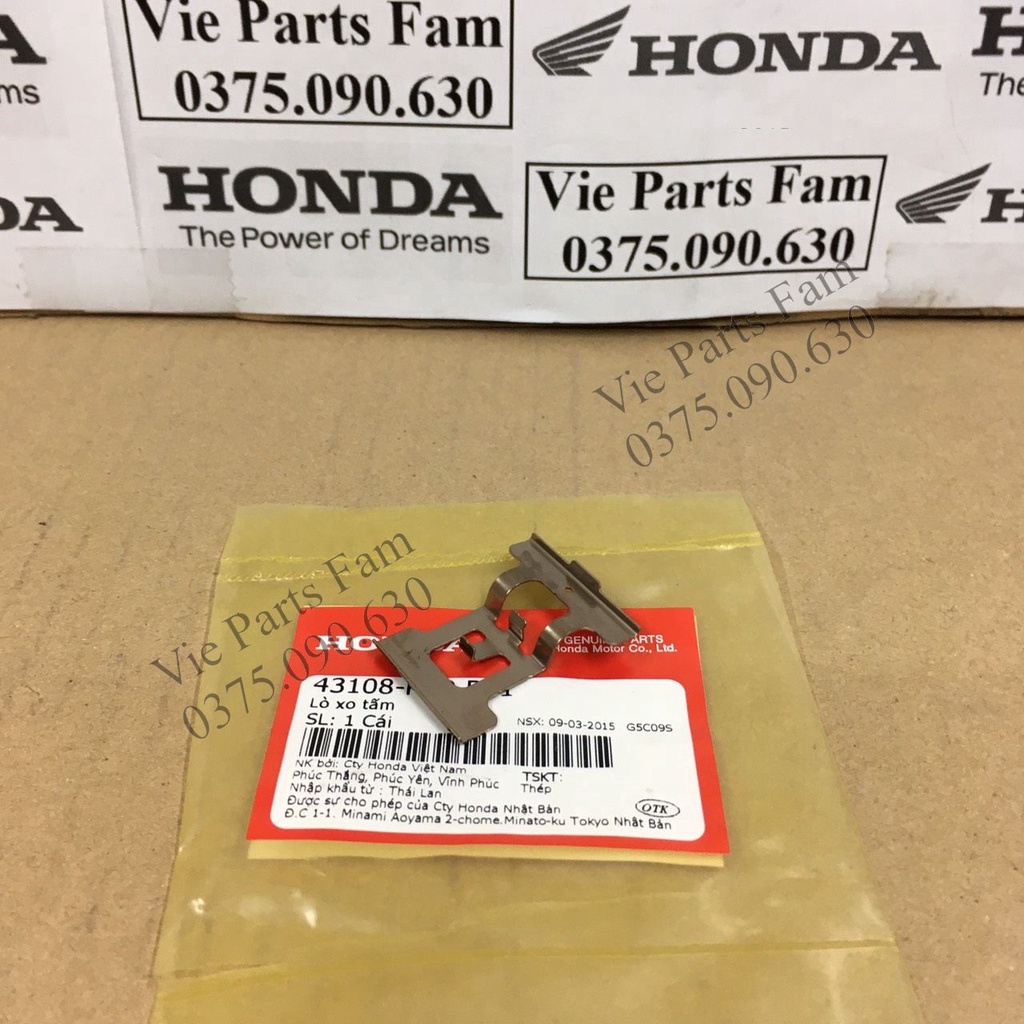 Vie Parts Fam
0375.090.630
HONDA
ms
The
HONDA
The Power of Dreams
Vie Parts Fam
0375.090.630
DA
Vie Parts Fam
0375.090.630
Vie Parts Fam
0375.090.630
GENUINE PARTS
Honda Motor Co., Ltd.
43108-
Lò xo tấm
SL: 1 Cái
NSX: 09-03-2015 G5C09S
NK bởi: Cty Honda Việt Nam
Phúc Thắng, Phúc Yên, Vĩnh Phúc
TSKT:
Thép
Nhập khẩu từ : Thái Lan
Được sự cho phép của Cty Honda Nhật Bản
Đ.C 1-1. Minami Aoyama 2-chome.Minato-ku Tokyo Nhật Bản
OTK